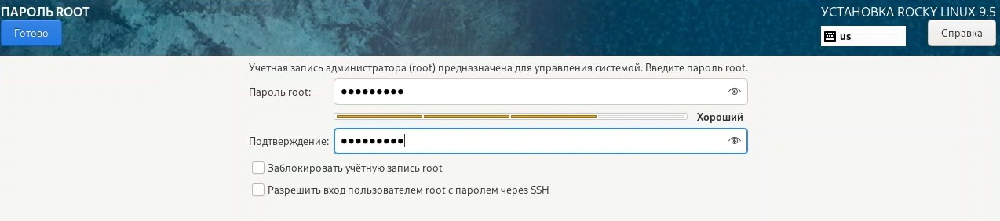 ПАРОЛЬ ROOT
УСТАНОВКА ROCKY LINUX 9.5
Готово
us
Справка
Учетная запись администратора (root) предназначена для управления системой. Введите пароль root.
Пароль root: ●●●●●●●●●
Хороший
Подтверждение: ●●●●●●●●●
Заблокировать учётную запись root
Разрешить вход пользователем root с паролем через SSH